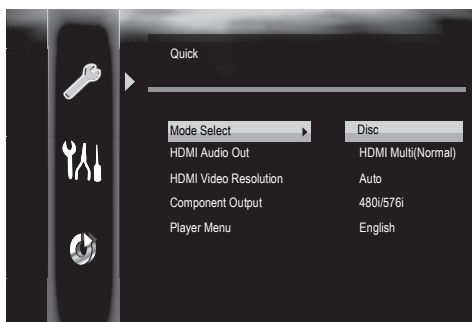 Quick
Mode Select Disc
HDMI Audio Out HDMI Multi(Normal)
HDMI Video Resolution Auto
Component Output 480i/576i
Player Menu English